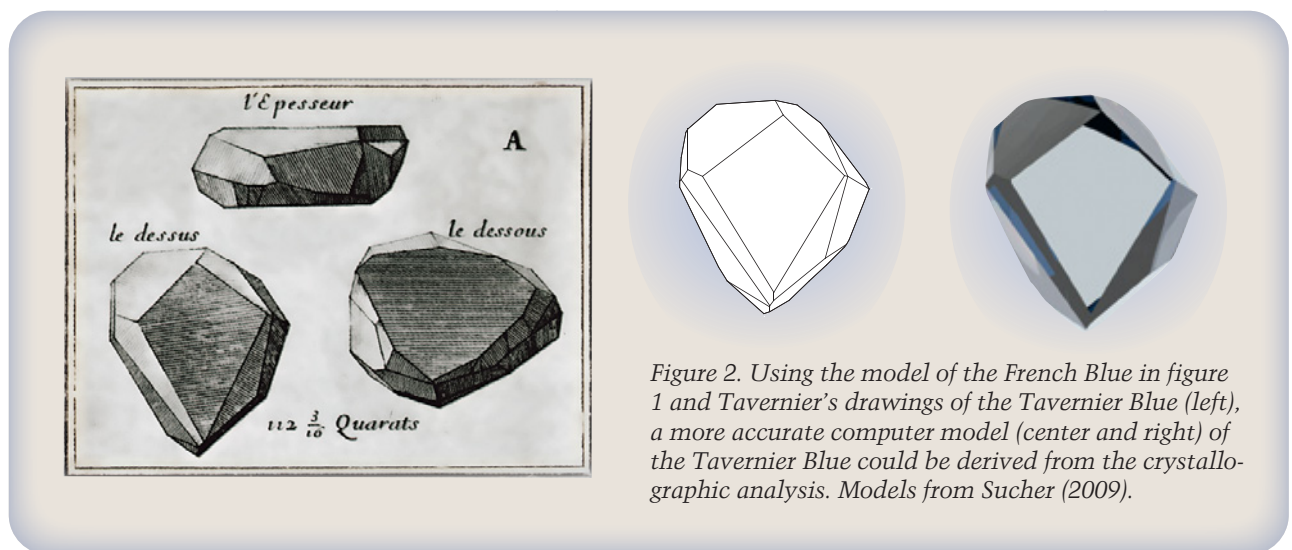 l'Epesseur
A
le dessus
le dessous
112 3/10 Quarats
Figure 2. Using the model of the French Blue in figure
1 and Tavernier's drawings of the Tavernier Blue (left),
a more accurate computer model (center and right) of
the Tavernier Blue could be derived from the crystallo-
graphic analysis. Models from Sucher (2009).